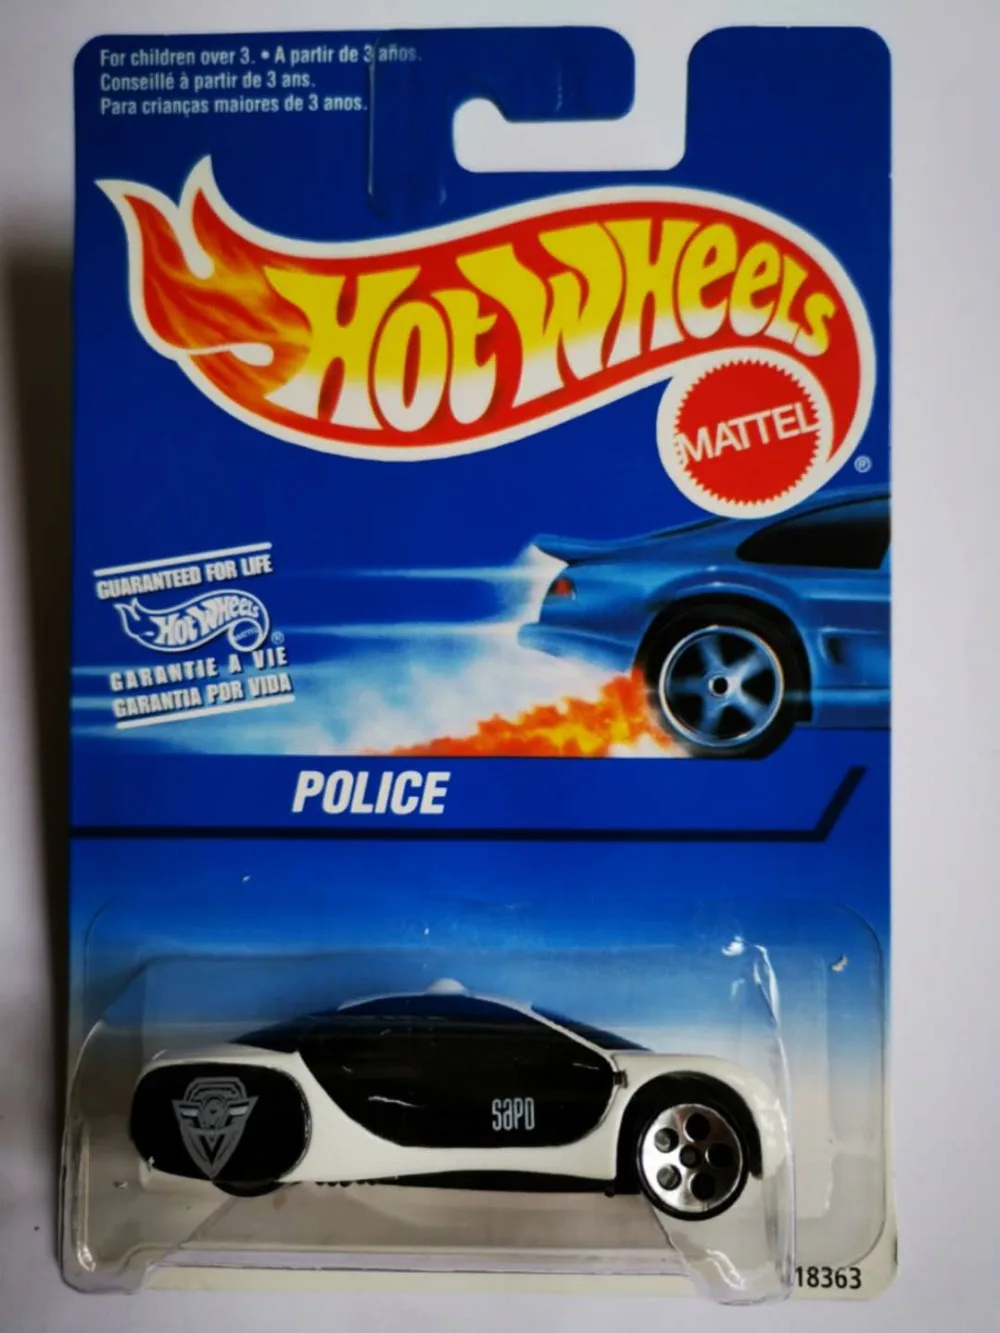 For children over 3. • A partir de 3 años.
Conseillé à partir de 3 ans.
Para crianças maiores de 3 anos.
HOT WHEELS
MATTEL
®
GUARANTEED FOR LIFE
HOT WHEELS
MATTEL
®
GARANTIE A VIE
GARANTIA POR VIDA
POLICE
SAPD
18363